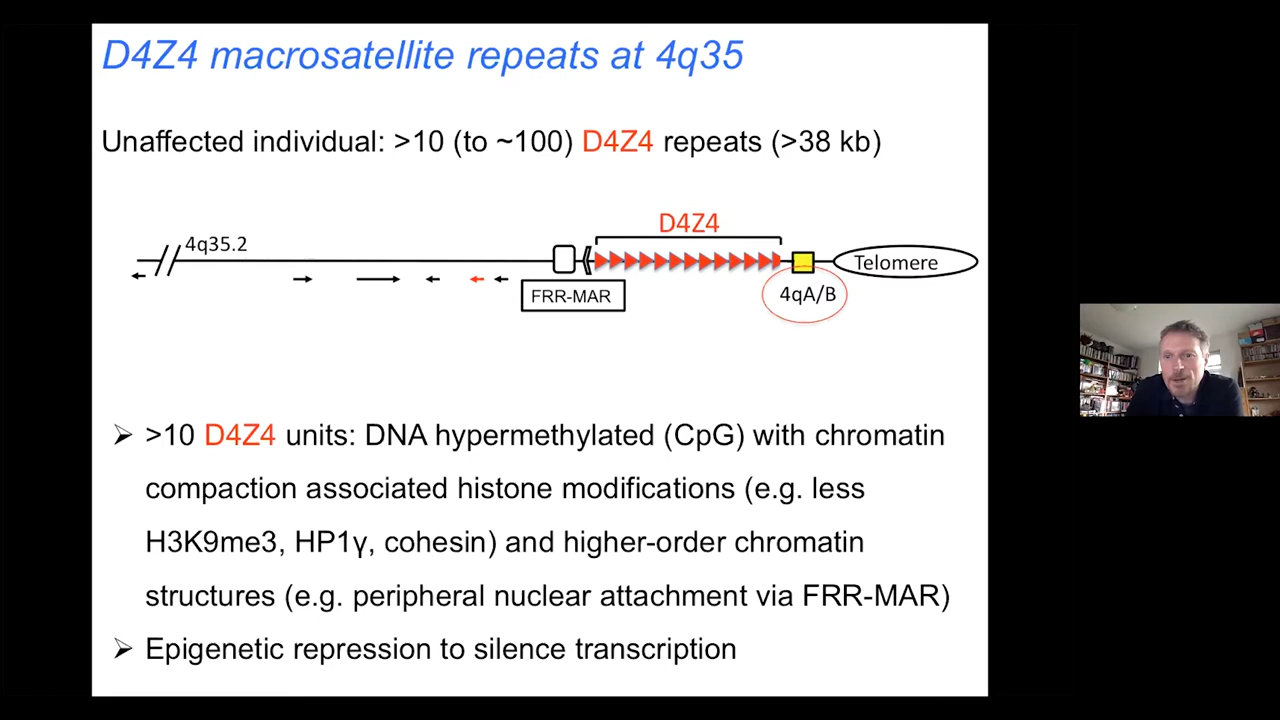 D4Z4 macrosatellite repeats at 4q35
Unaffected individual: >10 (to ~100) D4Z4 repeats (>38 kb)
D4Z4
4q35.2
Telomere
FRR-MAR
4qA/B
➢ >10 D4Z4 units: DNA hypermethylated (CpG) with chromatin
compaction associated histone modifications (e.g. less
H3K9me3, HP1γ, cohesin) and higher-order chromatin
structures (e.g. peripheral nuclear attachment via FRR-MAR)
➢ Epigenetic repression to silence transcription